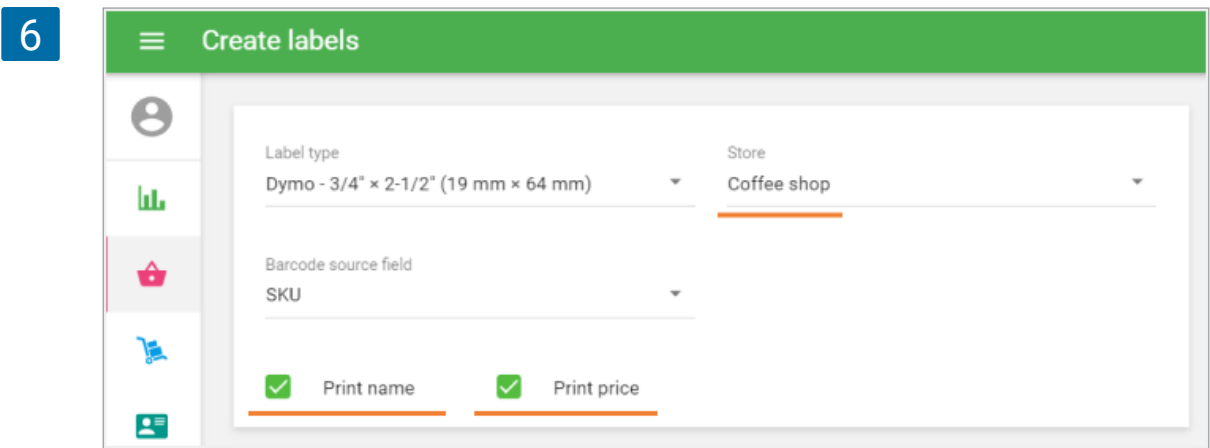 6
Create labels
Label type
Dymo - 3/4" × 2-1/2" (19 mm × 64 mm)
Store
Coffee shop
Barcode source field
SKU
Print name
Print price